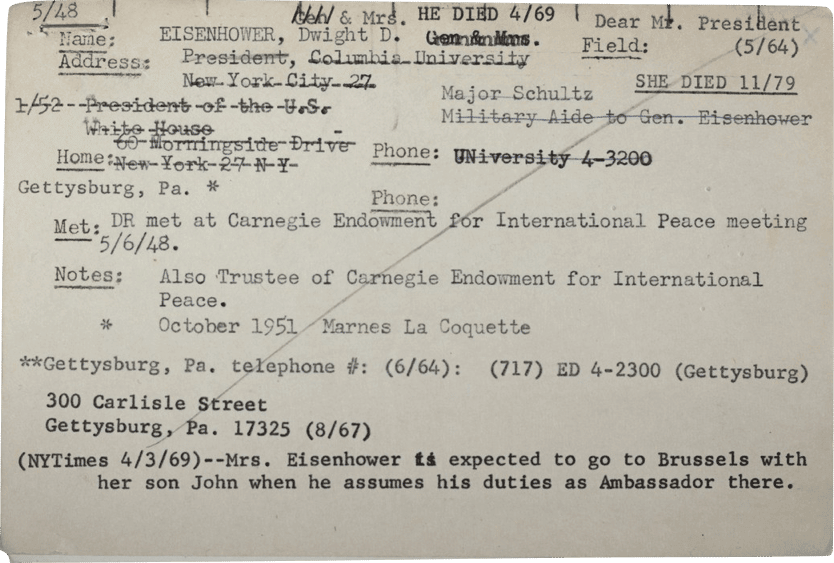 5/48
Gen & Mrs. HE DIED 4/69 Dear Mr. President
Name: EISENHOWER, Dwight D. Gen & Mrs. Field: (5/64)
Address: President, Columbia University
New York City 27
SHE DIED 11/79
1/52--President of the U.S. Major Schultz
White House Military Aide to Gen. Eisenhower
60 Morningside Drive
Home: New York 27 N Y Phone: UNiversity 4-3200
Gettysburg, Pa. *
Phone:
Met: DR met at Carnegie Endowment for International Peace meeting
5/6/48.
Notes: Also Trustee of Carnegie Endowment for International
Peace.
* October 1951 Marnes La Coquette
**Gettysburg, Pa. telephone #: (6/64): (717) ED 4-2300 (Gettysburg)
300 Carlisle Street
Gettysburg, Pa. 17325 (8/67)
(NYTimes 4/3/69)--Mrs. Eisenhower is expected to go to Brussels with
her son John when he assumes his duties as Ambassador there.